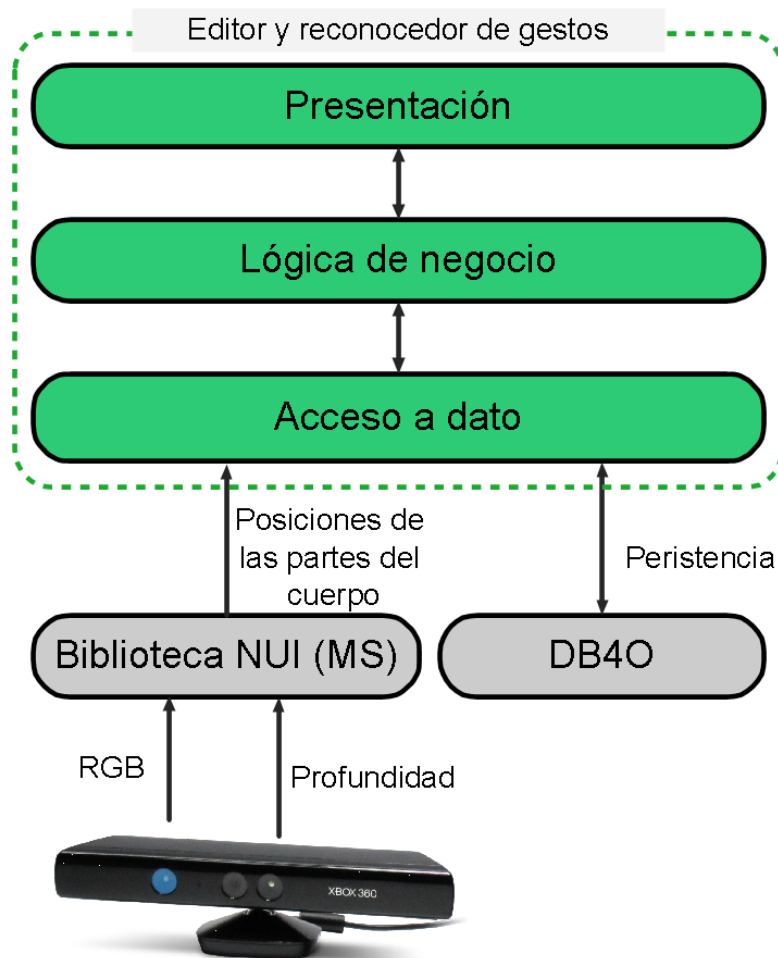 Editor y reconocedor de gestos
Presentación
Lógica de negocio
Acceso a dato
Posiciones de
las partes del
cuerpo
Peristencia
Biblioteca NUI (MS)
DB4O
RGB
Profundidad
XBOX 360